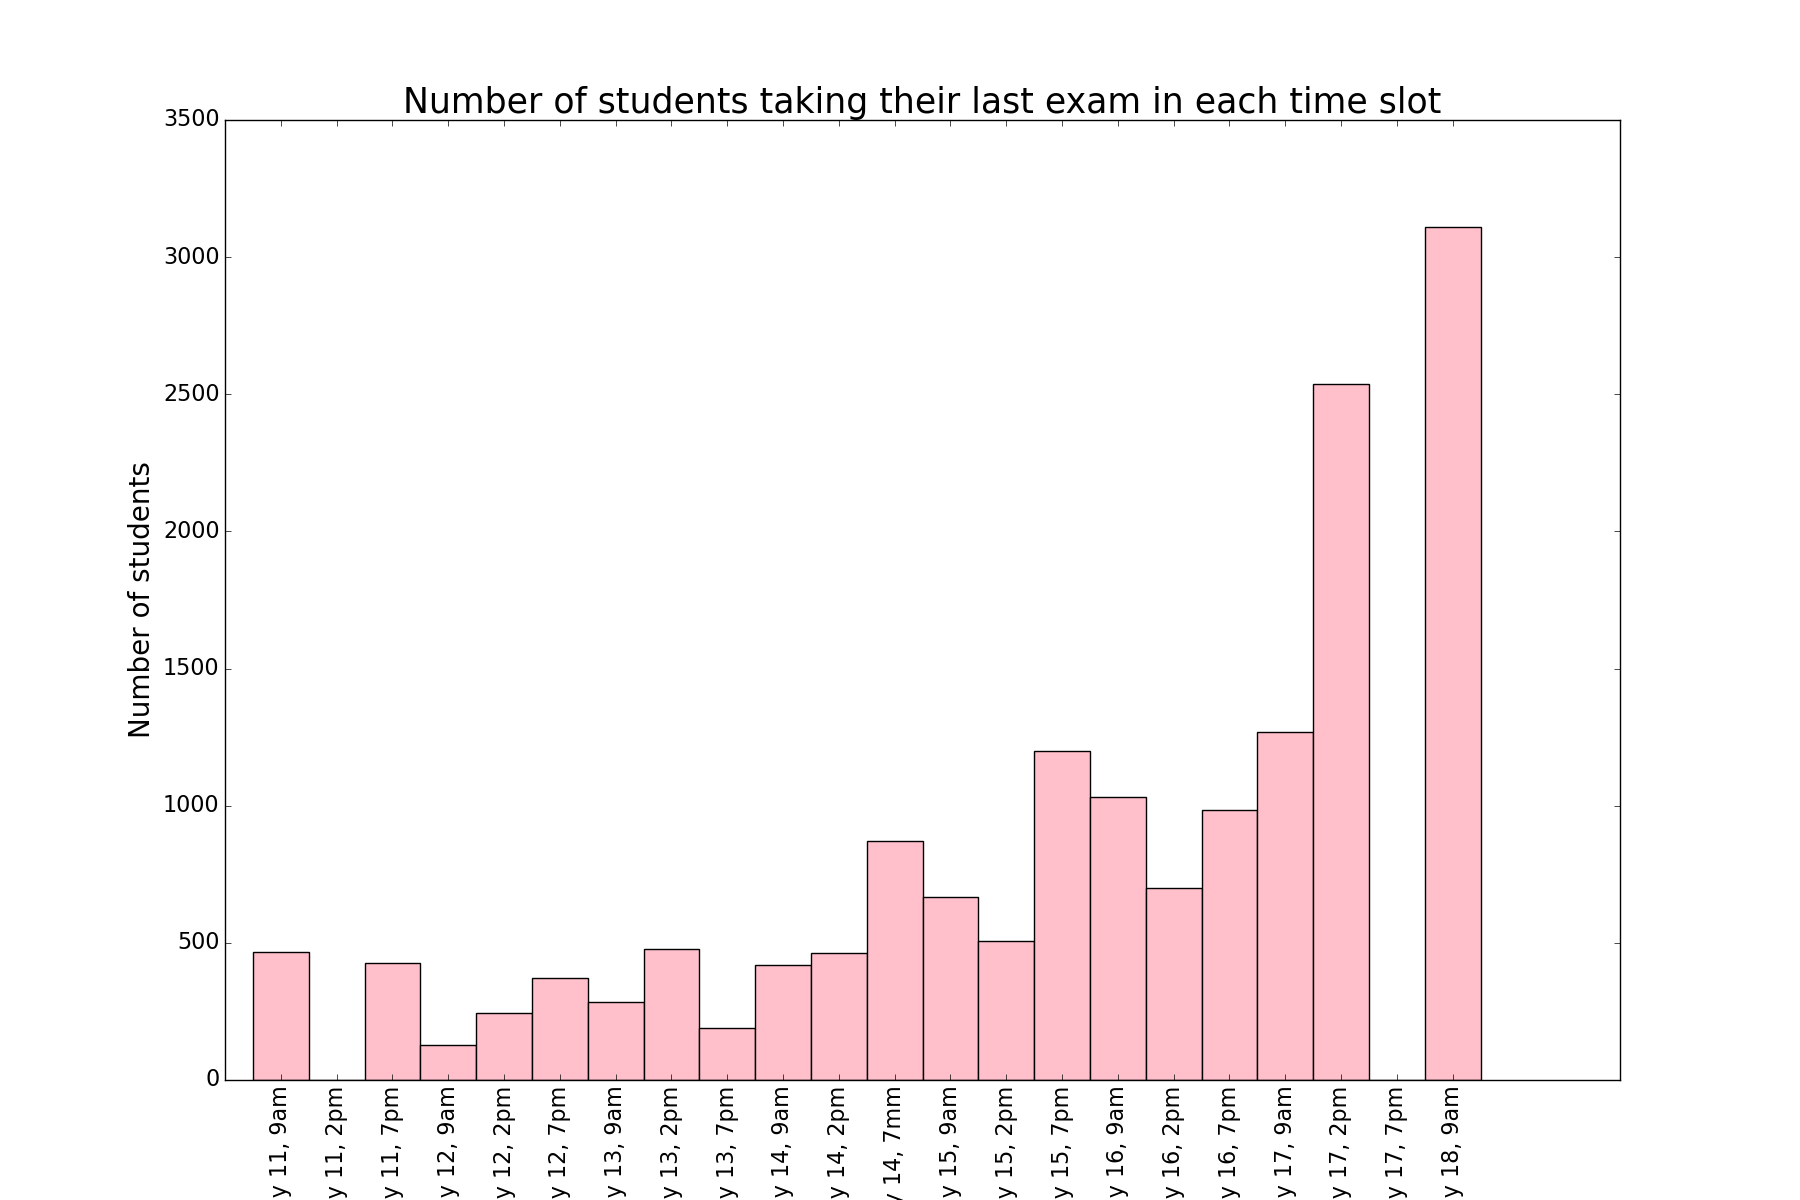 Number of students taking their last exam in each time slot
3500
3000
2500
2000
1500
1000
500
0
Number of students
y 11, 9am
y 11, 2pm
y 11, 7pm
y 12, 9am
y 12, 2pm
y 12, 7pm
y 13, 9am
y 13, 2pm
y 13, 7pm
y 14, 9am
y 14, 2pm
y 14, 7mm
y 15, 9am
y 15, 2pm
y 15, 7pm
y 16, 9am
y 16, 2pm
y 16, 7pm
y 17, 9am
y 17, 2pm
y 17, 7pm
y 18, 9am